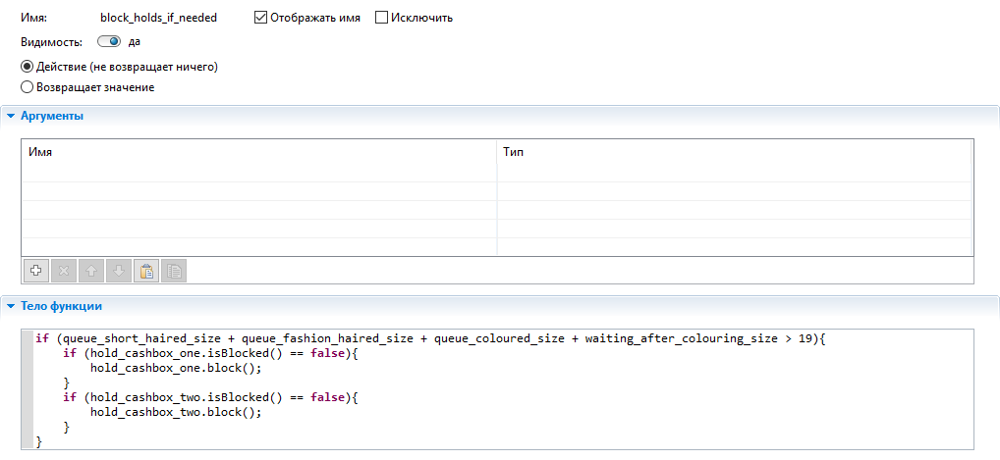 Имя: block_holds_if_needed Отображать имя Исключить
Видимость: да
Действие (не возвращает ничего)
Возвращает значение
Аргументы
Имя Тип
Тело функции
if (queue_short_haired_size + queue_fashion_haired_size + queue_coloured_size + waiting_after_colouring_size > 19){
    if (hold_cashbox_one.isBlocked() == false){
        hold_cashbox_one.block();
    }
    if (hold_cashbox_two.isBlocked() == false){
        hold_cashbox_two.block();
    }
}